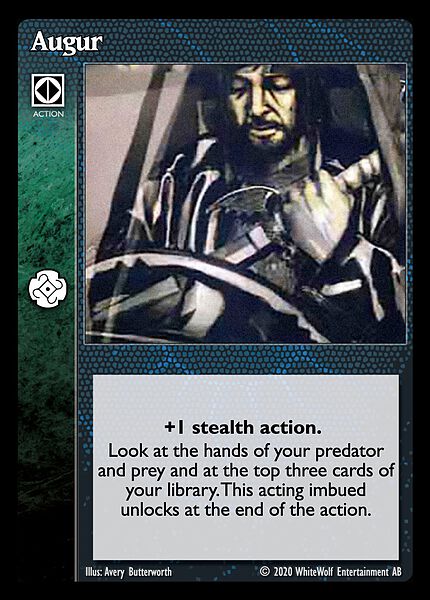 Augur
ACTION
+1 stealth action.
Look at the hands of your predator
and prey and at the top three cards of
your library. This acting imbued
unlocks at the end of the action.
Illus: Avery Butterworth © 2020 WhiteWolf Entertainment AB